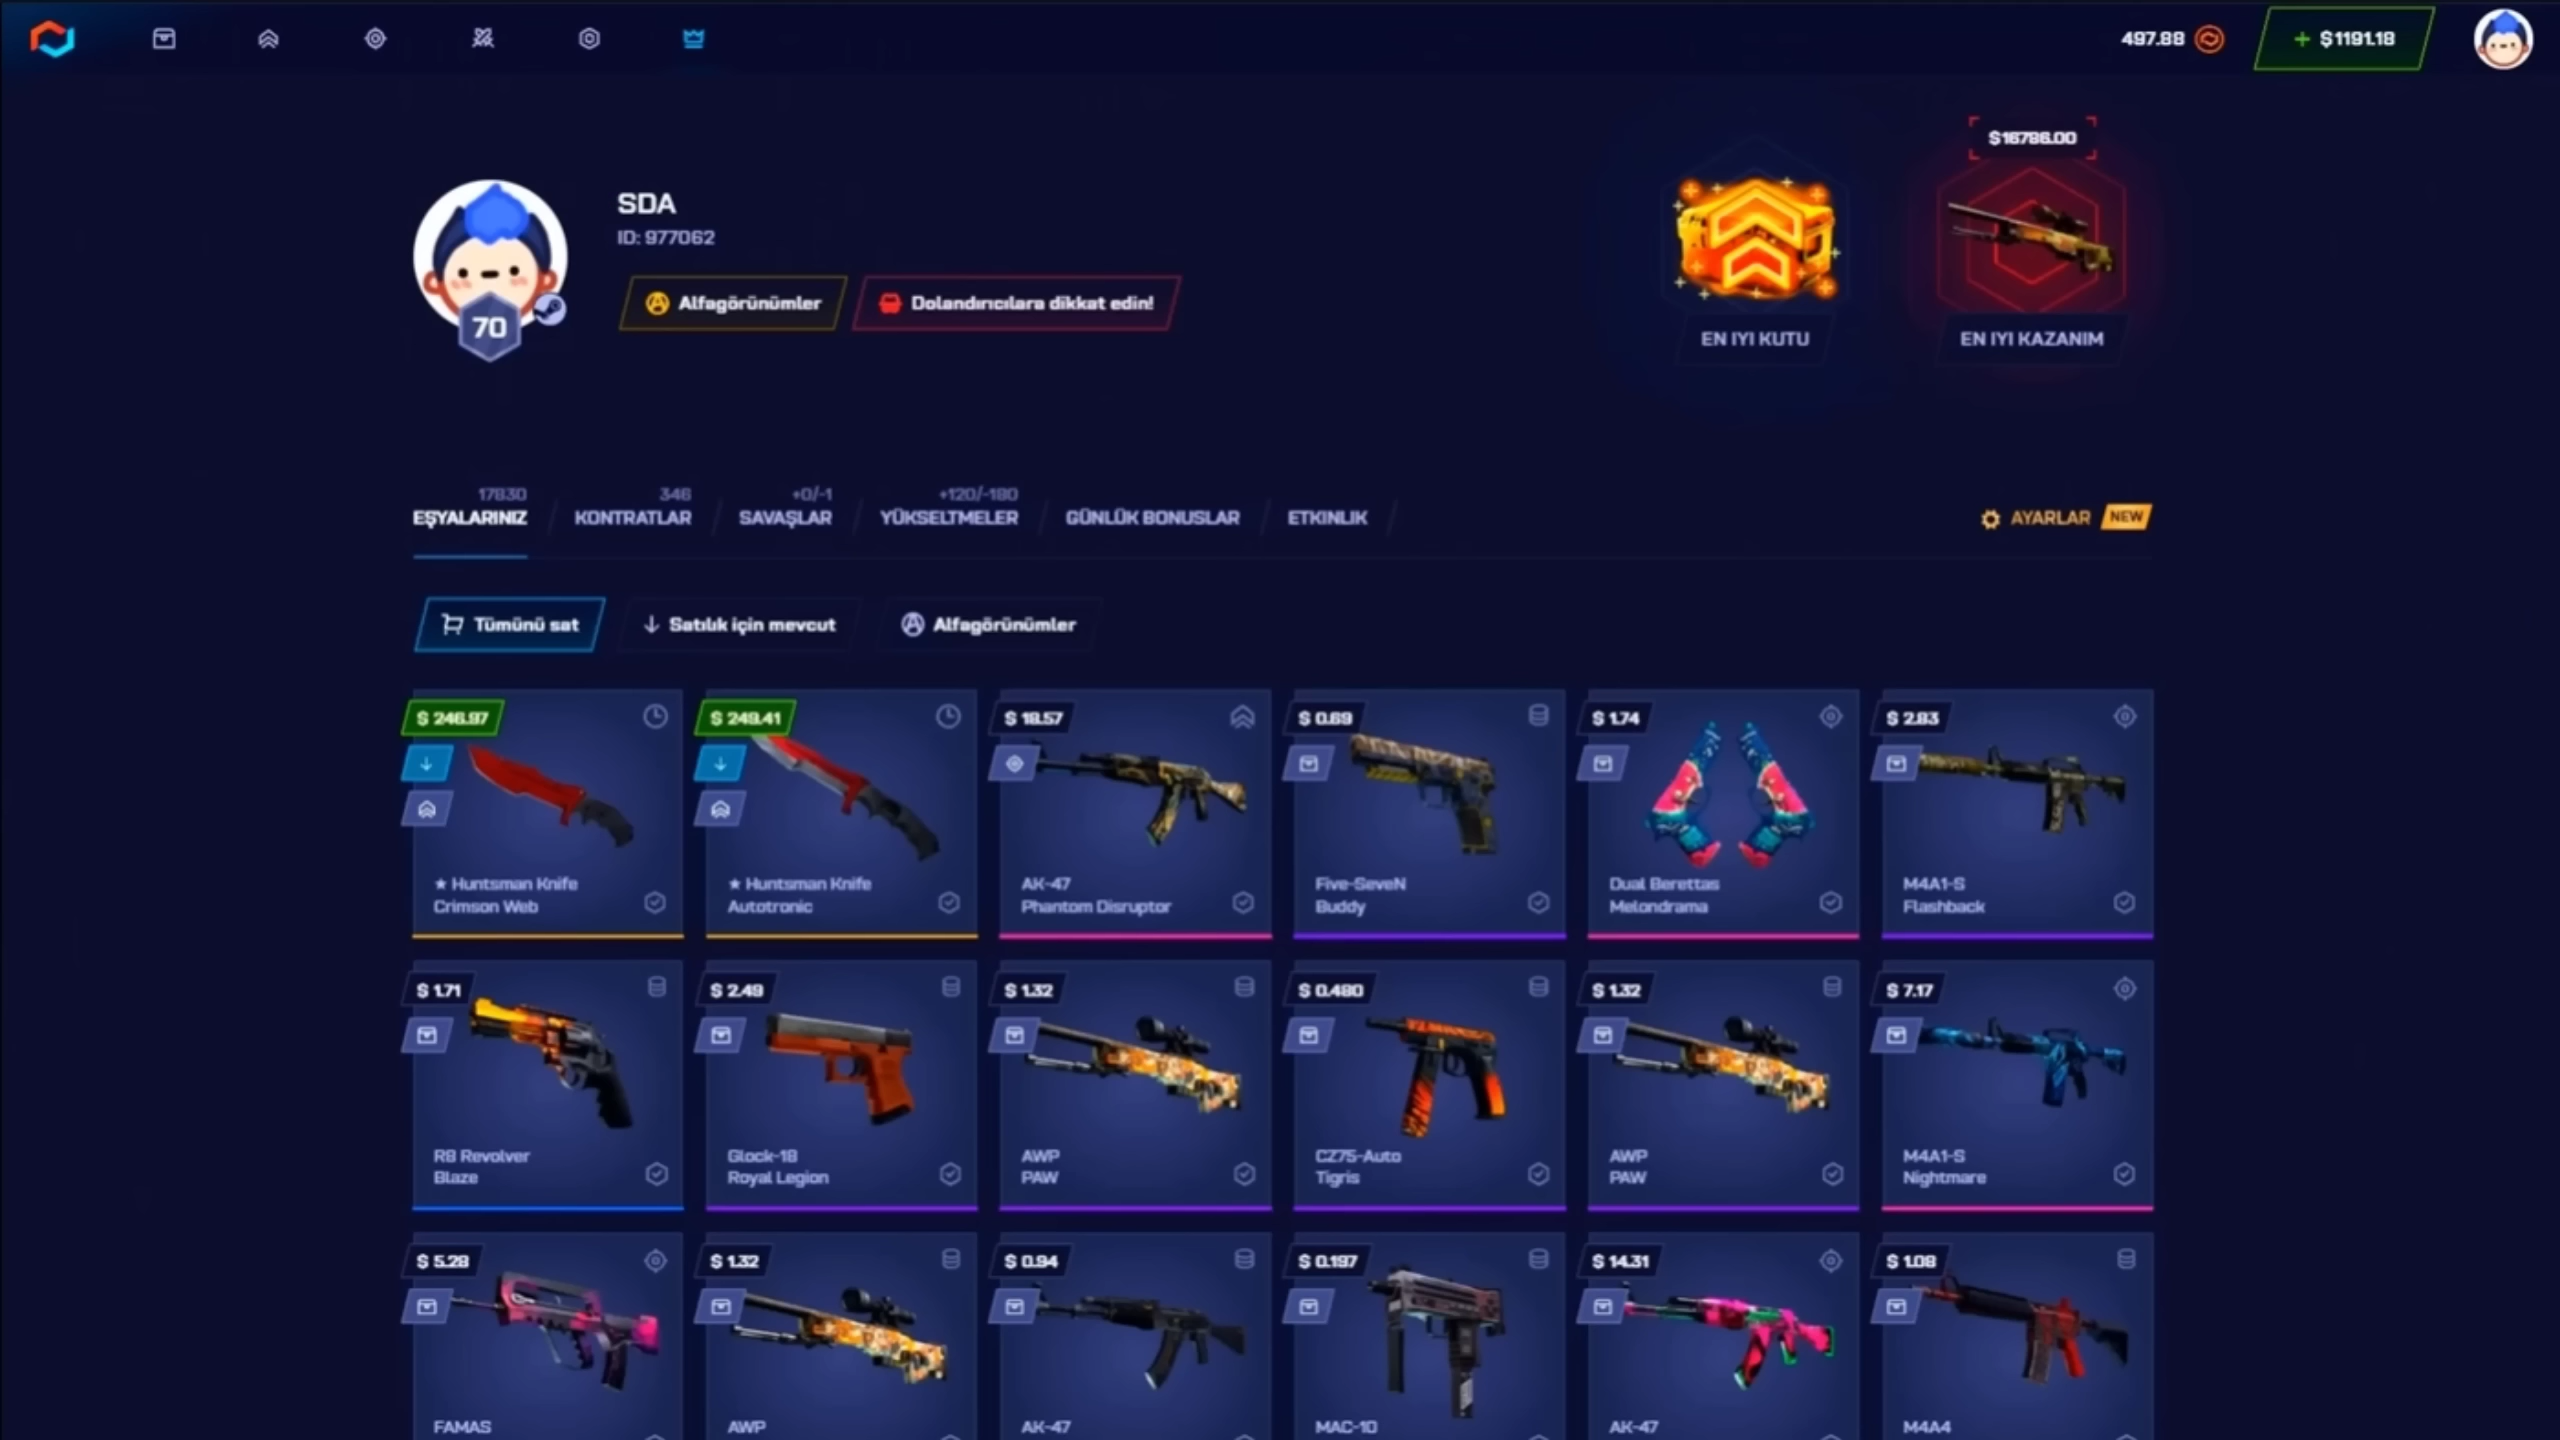 497.88
+ $1191.18
$16786.00
SDA
ID: 977062
70
Alfagörünümler
Dolandırıcılara dikkat edin!
EN IYI KUTU
EN IYI KAZANIM
17830
346
+0/-1
+120/-180
EŞYALARINIZ
KONTRATLAR
SAVAŞLAR
YÜKSELTMELER
GÜNLÜK BONUSLAR
ETKINLIK
AYARLAR
NEW
Tümünü sat
Satılık için mevcut
Alfagörünümler
$ 246.97
★ Huntsman Knife
Crimson Web
$ 249.41
★ Huntsman Knife
Autotronic
$ 18.57
AK-47
Phantom Disruptor
$ 0.69
Five-SeveN
Buddy
$ 1.74
Dual Berettas
Melondrama
$ 2.83
M4A1-S
Flashback
$ 1.71
R8 Revolver
Blaze
$ 2.49
Glock-18
Royal Legion
$ 1.32
AWP
PAW
$ 0.480
CZ75-Auto
Tigris
$ 1.32
AWP
PAW
$ 7.17
M4A1-S
Nightmare
$ 5.28
FAMAS
$ 1.32
AWP
$ 0.94
AK-47
$ 0.197
MAC-10
$ 14.31
AK-47
$ 1.08
M4A4